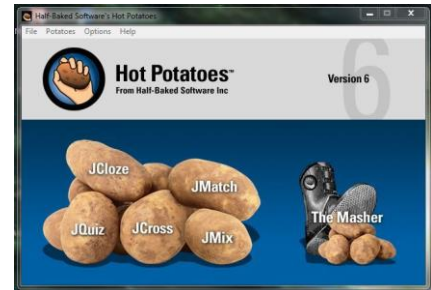 Half-Baked Software's Hot Potatoes
File Potatoes Options Help
Hot Potatoes™
From Half-Baked Software Inc
Version 6
6
JCloze
JMatch
The Masher
JQuiz
JCross
JMix